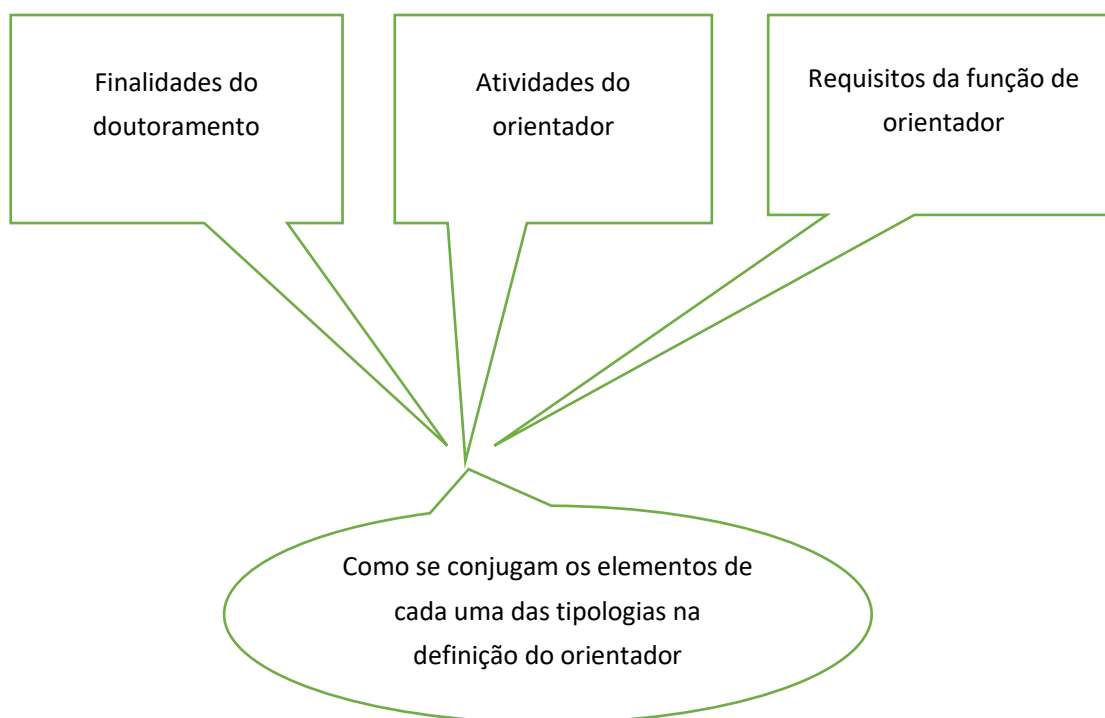 Finalidades do
doutoramento
Atividades do
orientador
Requisitos da função de
orientador
Como se conjugam os elementos de
cada uma das tipologias na
definição do orientador